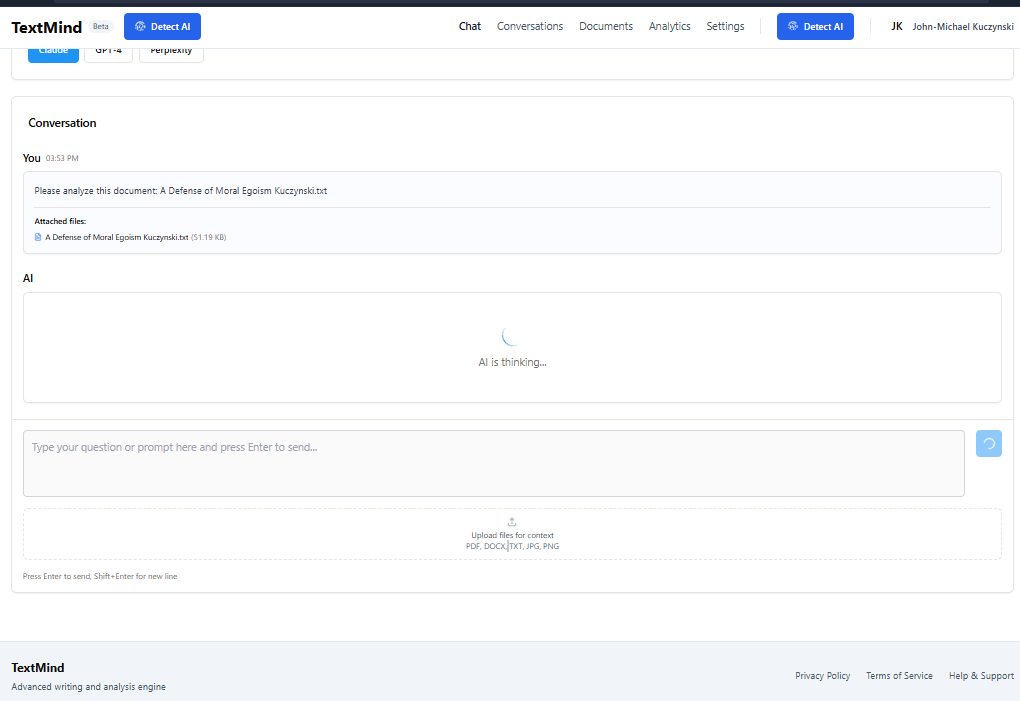 TextMind Beta Detect AI Chat Conversations Documents Analytics Settings Detect AI JK John-Michael Kuczynski
Claude GPT-4 Perplexity
Conversation
You 03:53 PM
Please analyze this document: A Defense of Moral Egoism Kuczynski.txt
Attached files:
A Defense of Moral Egoism Kuczynski.txt (51.19 KB)
AI
AI is thinking...
Type your question or prompt here and press Enter to send...
Upload files for context
PDF, DOCX, TXT, JPG, PNG
Press Enter to send, Shift+Enter for new line
TextMind
Advanced writing and analysis engine
Privacy Policy Terms of Service Help & Support